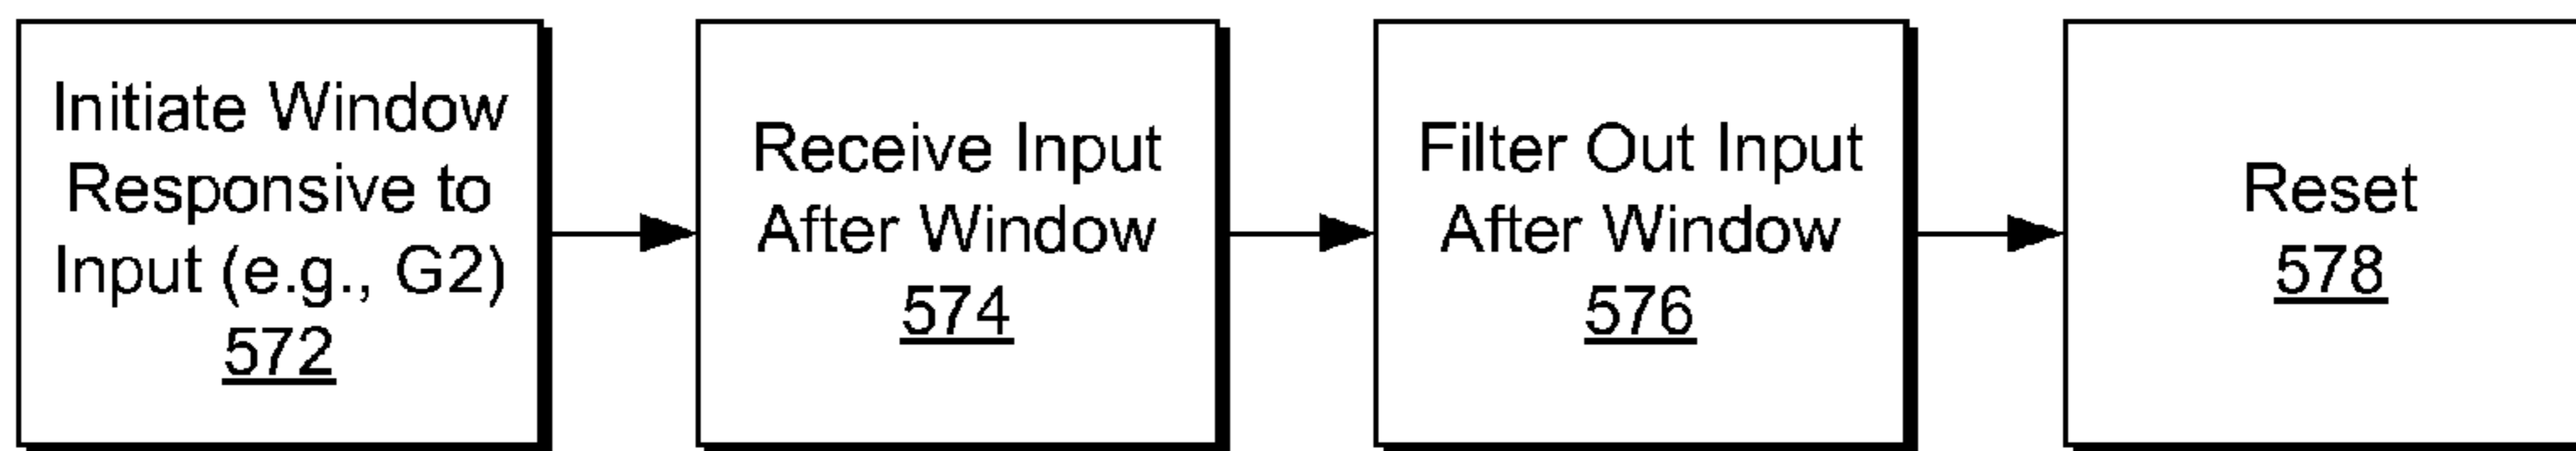 Initiate Window
Responsive to
Input (e.g., G2)
572
Receive Input
After Window
574
Filter Out Input
After Window
576
Reset
578